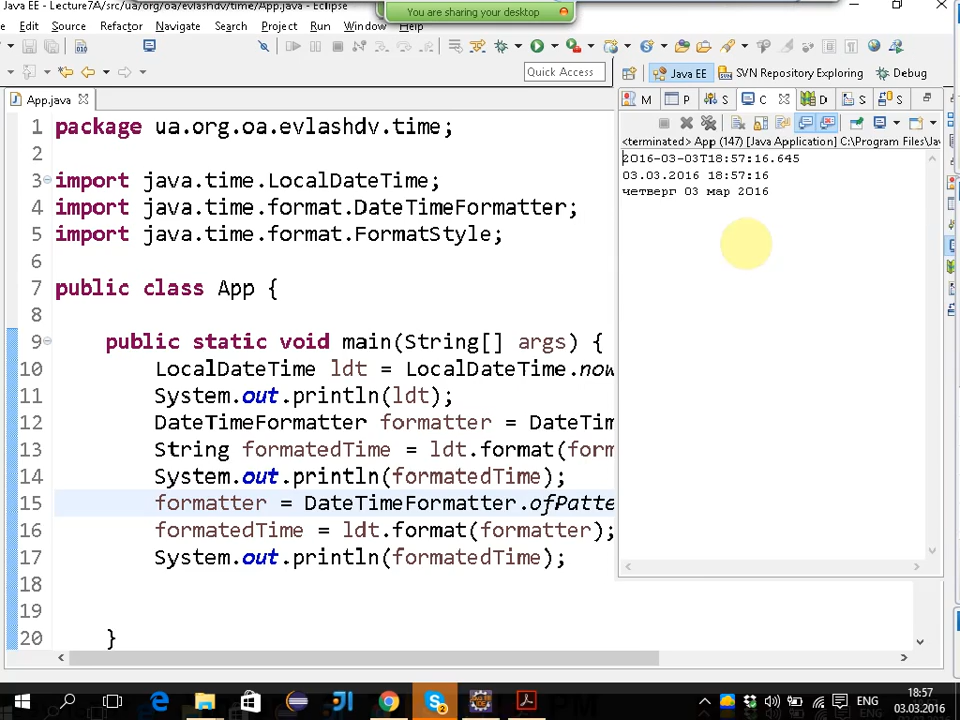 Java EE - Lecture7A/src/ua/org/oa/evlashdv/time/App.java - Eclipse
You are sharing your desktop
File Edit Source Refactor Navigate Search Project Run Window Help
Quick Access
Java EE
SVN Repository Exploring
Debug
App.java
M P S C D S S
<terminated> App (147) [Java Application] C:\Program Files\Jav
2016-03-03T18:57:16.645
03.03.2016 18:57:16
четверг 03 мар 2016
1 package ua.org.oa.evlashdv.time;
2
3 import java.time.LocalDateTime;
4 import java.time.format.DateTimeFormatter;
5 import java.time.format.FormatStyle;
6
7 public class App {
8
9 public static void main(String[] args) {
10 LocalDateTime ldt = LocalDateTime.now
11 System.out.println(ldt);
12 DateTimeFormatter formatter = DateTim
13 String formatedTime = ldt.format(form
14 System.out.println(formatedTime);
15 formatter = DateTimeFormatter.ofPatte
16 formatedTime = ldt.format(formatter);
17 System.out.println(formatedTime);
18
19
20 }
ENG
18:57
03.03.2016